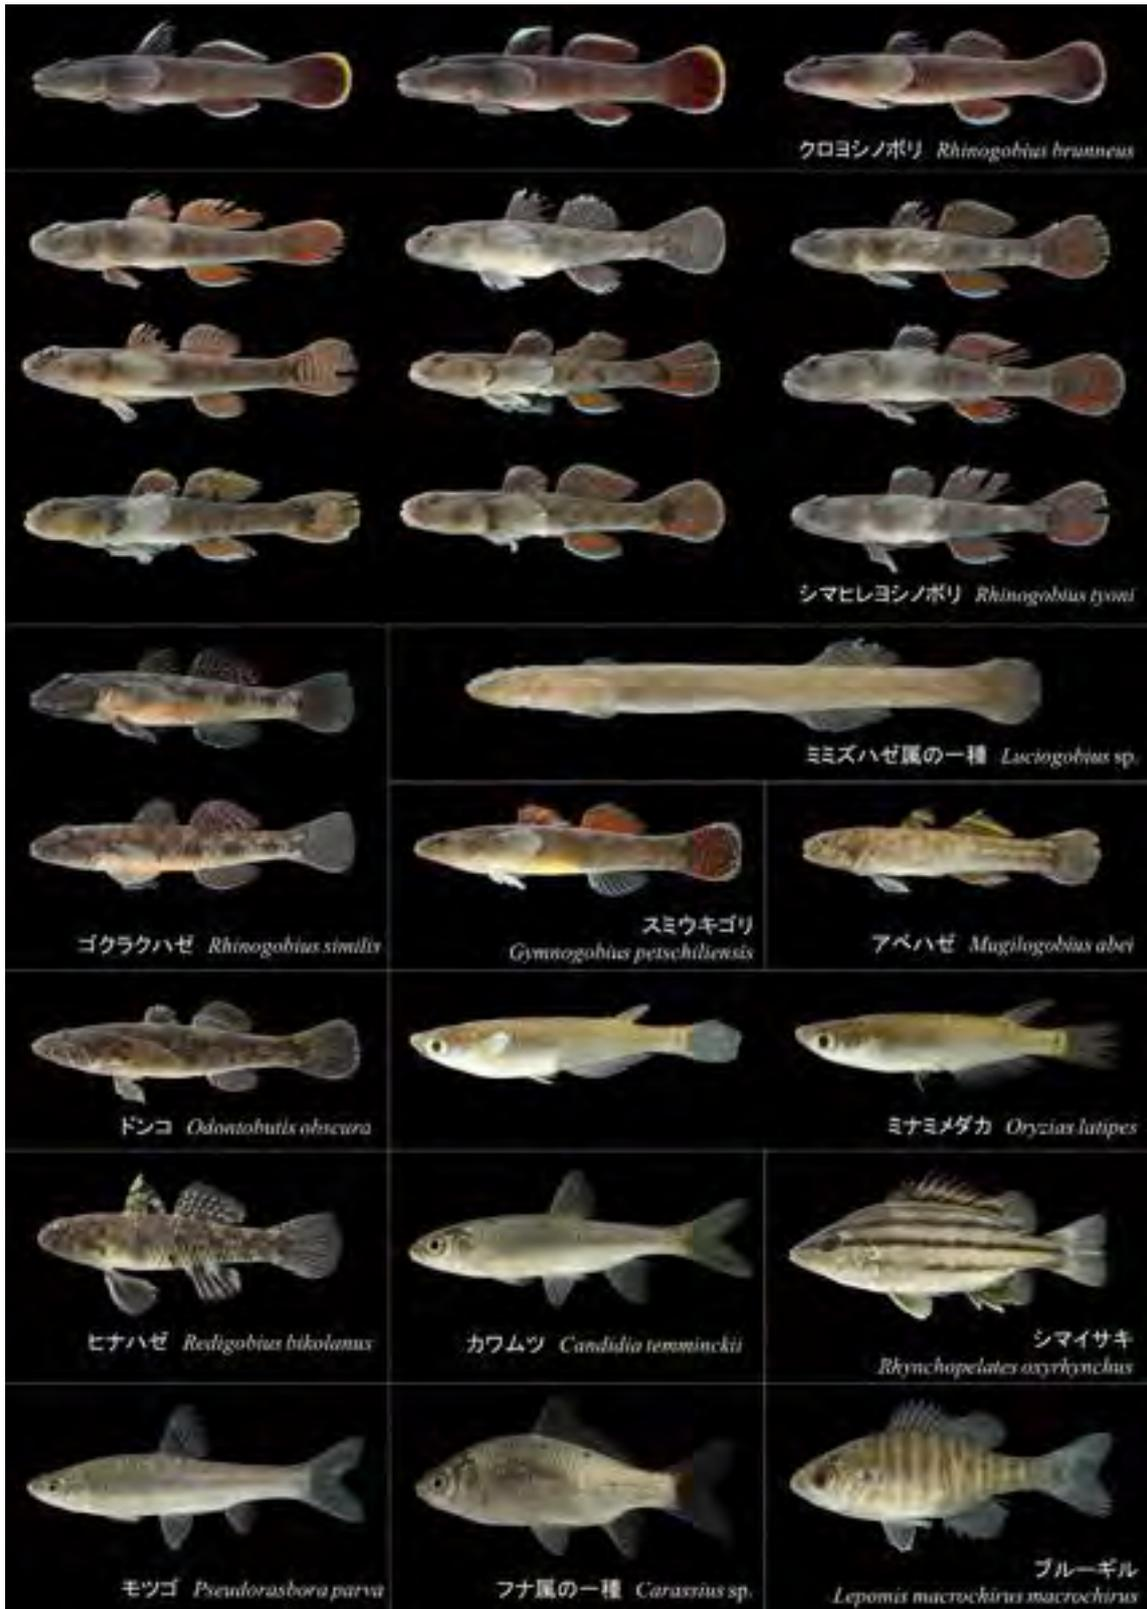 クロヨシノボリ Rhinogobius brunneus
シマヒレヨシノボリ Rhinogobius tyoni
ミミズハゼ属の一種 Luciogobius sp.
ゴクラクハゼ Rhinogobius similis
スミウキゴリ
Gymnogobius petschiliensis
アベハゼ Mugilogobius abei
ドンコ Odontobutis obscura
ミナミメダカ Oryzias latipes
ヒナハゼ Redigobius bikolanus
カワムツ Candidia temminckii
シマイサキ
Rhynchopelates oxyrhynchus
モツゴ Pseudorasbora parva
フナ属の一種 Carassius sp.
ブルーギル
Lepomis macrochirus macrochirus